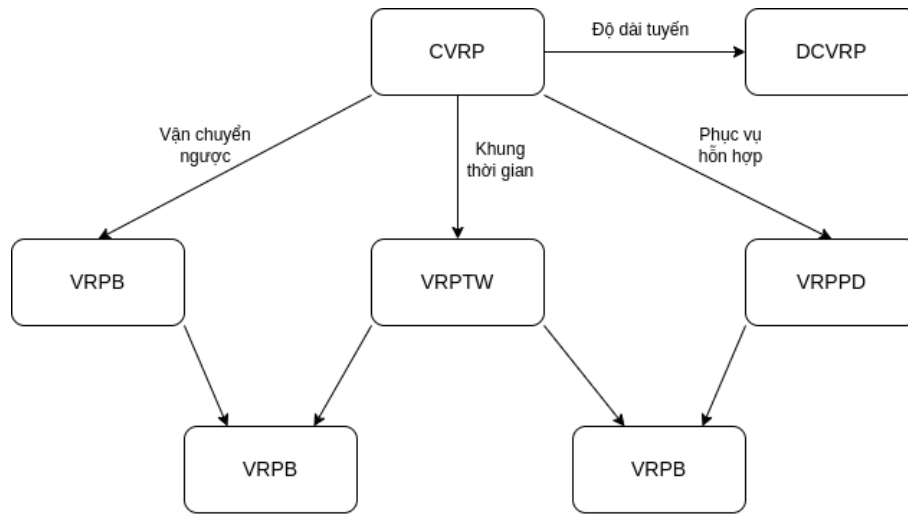 CVRP
Độ dài tuyến
DCVRP
Vận chuyển
ngược
Khung
thời gian
Phục vụ
hỗn hợp
VRPB
VRPTW
VRPPD
VRPB
VRPB